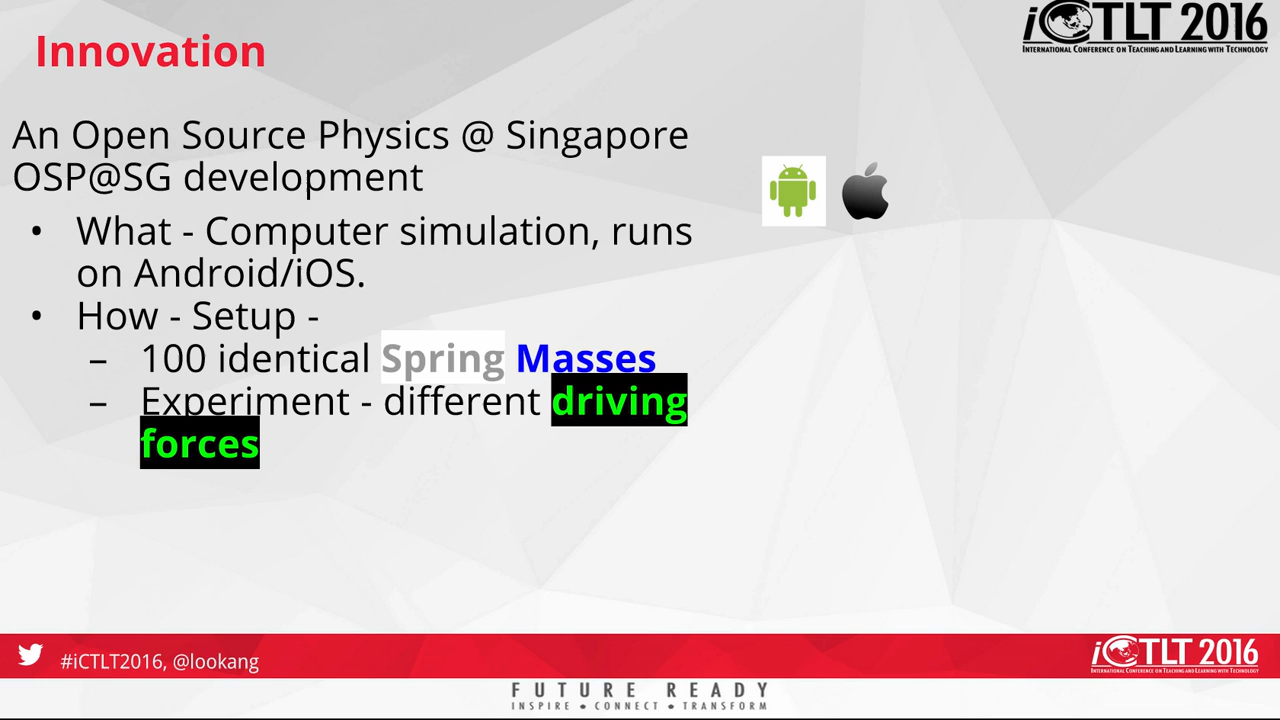 Innovation
iCTLT 2016
INTERNATIONAL CONFERENCE ON TEACHING AND LEARNING WITH TECHNOLOGY
An Open Source Physics @ Singapore
OSP@SG development
• What - Computer simulation, runs
on Android/iOS.
• How - Setup -
– 100 identical Spring Masses
– Experiment - different driving
forces
#iCTLT2016, @lookang
iCTLT 2016
INTERNATIONAL CONFERENCE ON TEACHING AND LEARNING WITH TECHNOLOGY
FUTURE READY
INSPIRE • CONNECT • TRANSFORM